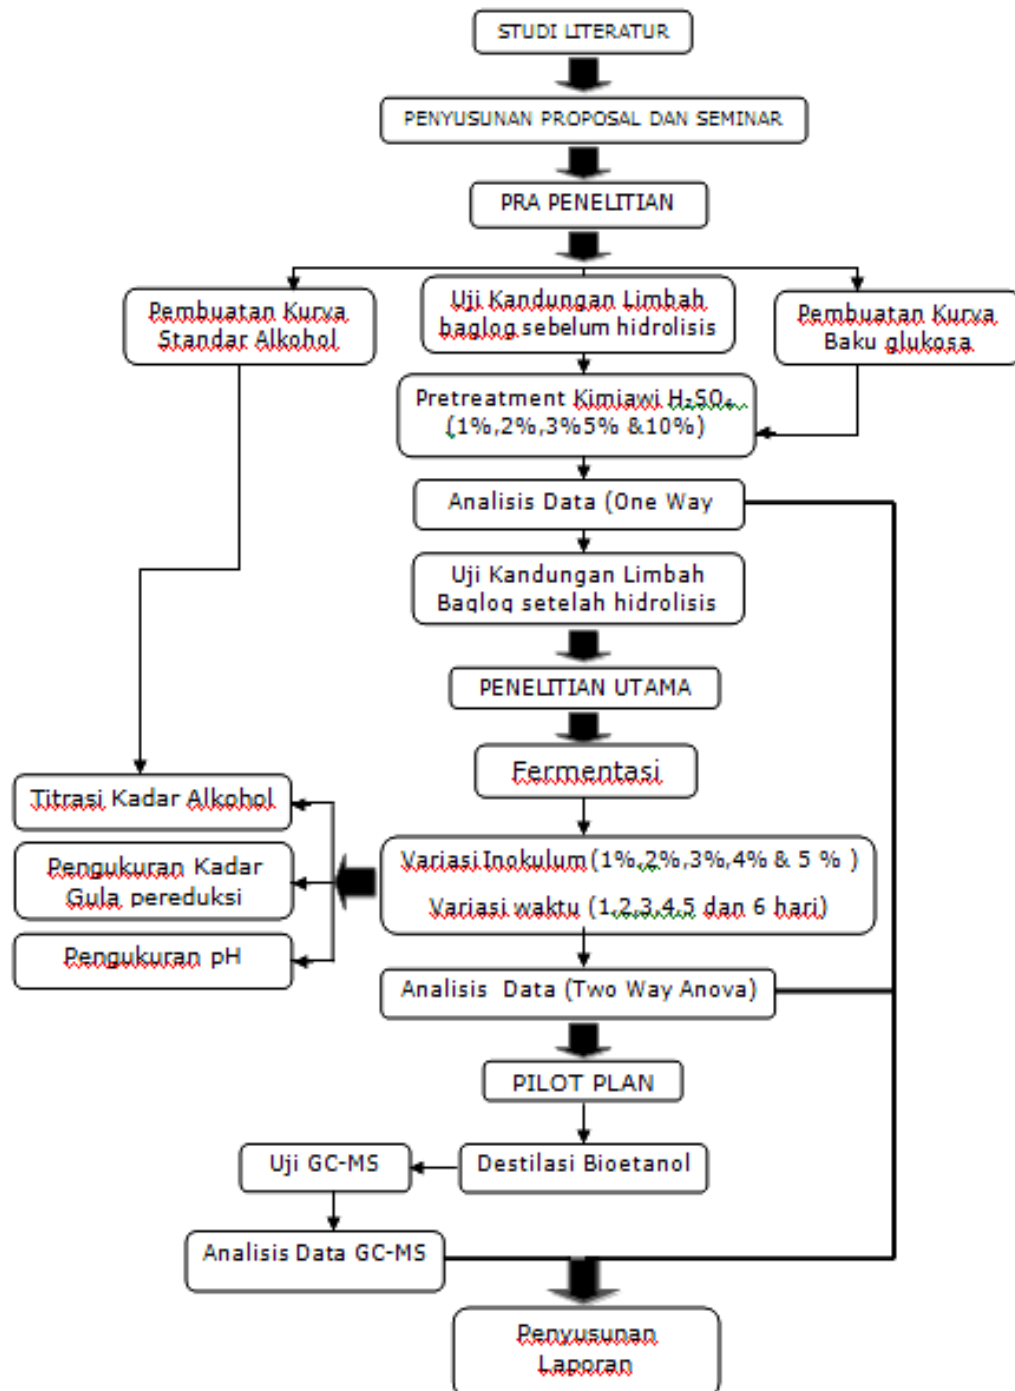 STUDI LITERATUR
PENYUSUNAN PROPOSAL DAN SEMINAR
PRA PENELITIAN
Pembuatan Kurva
Standar Alkohol
Uji Kandungan Limbah
baglog sebelum hidrolisis
Pembuatan Kurva
Baku glukosa
Pretreatment Kimiawi H₂SO₄
(1%,2%,3%5% &10%)
Analisis Data (One Way
Uji Kandungan Limbah
Baglog setelah hidrolisis
PENELITIAN UTAMA
Fermentasi
Titrasi Kadar Alkohol
Pengukuran Kadar
Gula pereduksi
Pengukuran pH
Variasi Inokulum (1%,2%,3%,4% & 5 % )
Variasi waktu (1,2,3,4,5 dan 6 hari)
Analisis Data (Two Way Anova)
PILOT PLAN
Uji GC-MS
Destilasi Bioetanol
Analisis Data GC-MS
Penyusunan
Laporan